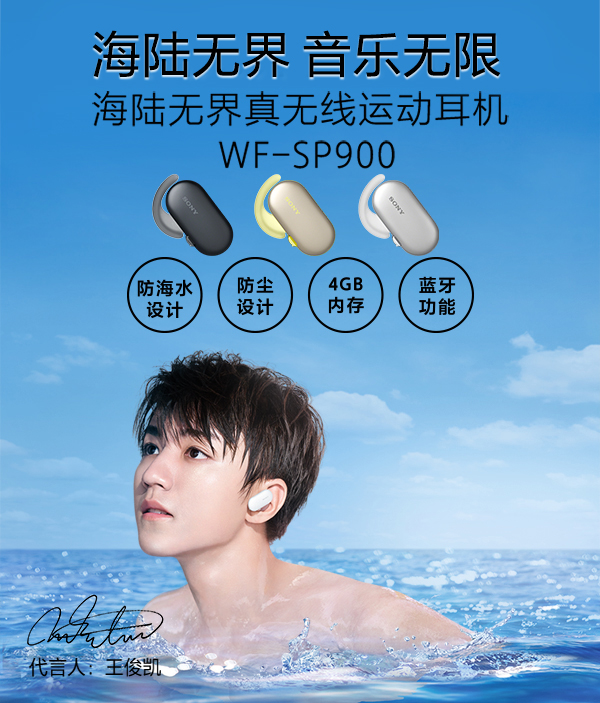 海陆无界 音乐无限
海陆无界真无线运动耳机
WF-SP900
SONY
SONY
SONY
防海水
设计
防尘
设计
4GB
内存
蓝牙
功能
代言人：王俊凯